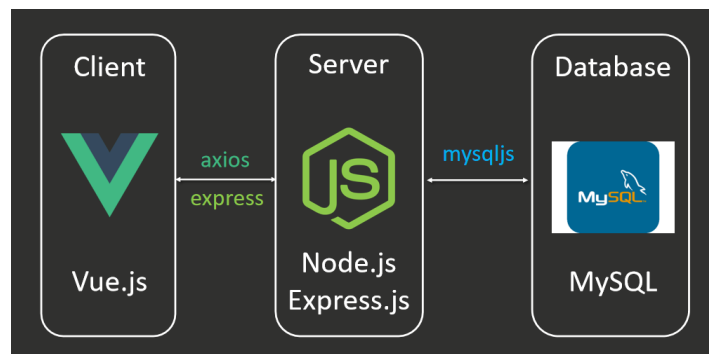 Client
Vue.js
axios
express
Server
JS
Node.js
Express.js
mysqljs
Database
MySQL
MySQL